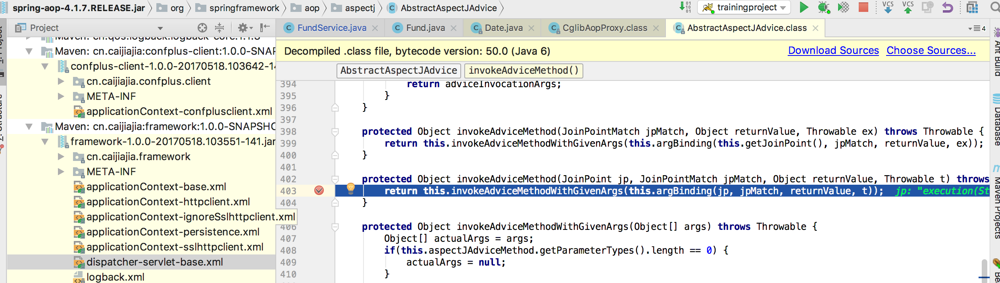 spring-aop-4.1.7.RELEASE.jar org springframework aop aspectj AbstractAspectJAdvice
trainingproject
VCS VCS
Project
FundService.java Fund.java Date.java CglibAopProxy.class AbstractAspectJAdvice.class 4
Decompiled .class file, bytecode version: 50.0 (Java 6) Download Sources Choose Sources...
AbstractAspectJAdvice invokeAdviceMethod()
Maven: cn.qos.logback:logback-core:1.1.3
Maven: cn.caijiajia:confplus-client:1.0.0-SNAP
confplus-client-1.0.0-20170518.103642-14
cn.caijiajia.confplus.client
META-INF
applicationContext-confplusclient.xml
Maven: cn.caijiajia:framework:1.0.0-SNAPSHO
framework-1.0.0-20170518.103551-141.jar
cn.caijiajia.framework
META-INF
applicationContext-base.xml
applicationContext-httpclient.xml
applicationContext-ignoreSslhttpclient.xml
applicationContext-persistence.xml
applicationContext-sslhttpclient.xml
dispatcher-servlet-base.xml
logback.xml
394 return adviceInvocationArgs;
395 }
396 }
397
398 protected Object invokeAdviceMethod(JoinPointMatch jpMatch, Object returnValue, Throwable ex) throws Throwable {
399 return this.invokeAdviceMethodWithGivenArgs(this.argBinding(this.getJoinPoint(), jpMatch, returnValue, ex));
400 }
401
402 protected Object invokeAdviceMethod(JoinPoint jp, JoinPointMatch jpMatch, Object returnValue, Throwable t) throws
403 return this.invokeAdviceMethodWithGivenArgs(this.argBinding(jp, jpMatch, returnValue, t)); jp: "execution(St
404 }
406 protected Object invokeAdviceMethodWithGivenArgs(Object[] args) throws Throwable {
407 Object[] actualArgs = args;
408 if(this.aspectJAdviceMethod.getParameterTypes().length == 0) {
409 actualArgs = null;
410 }
Ant Build
Database
Maven Projects